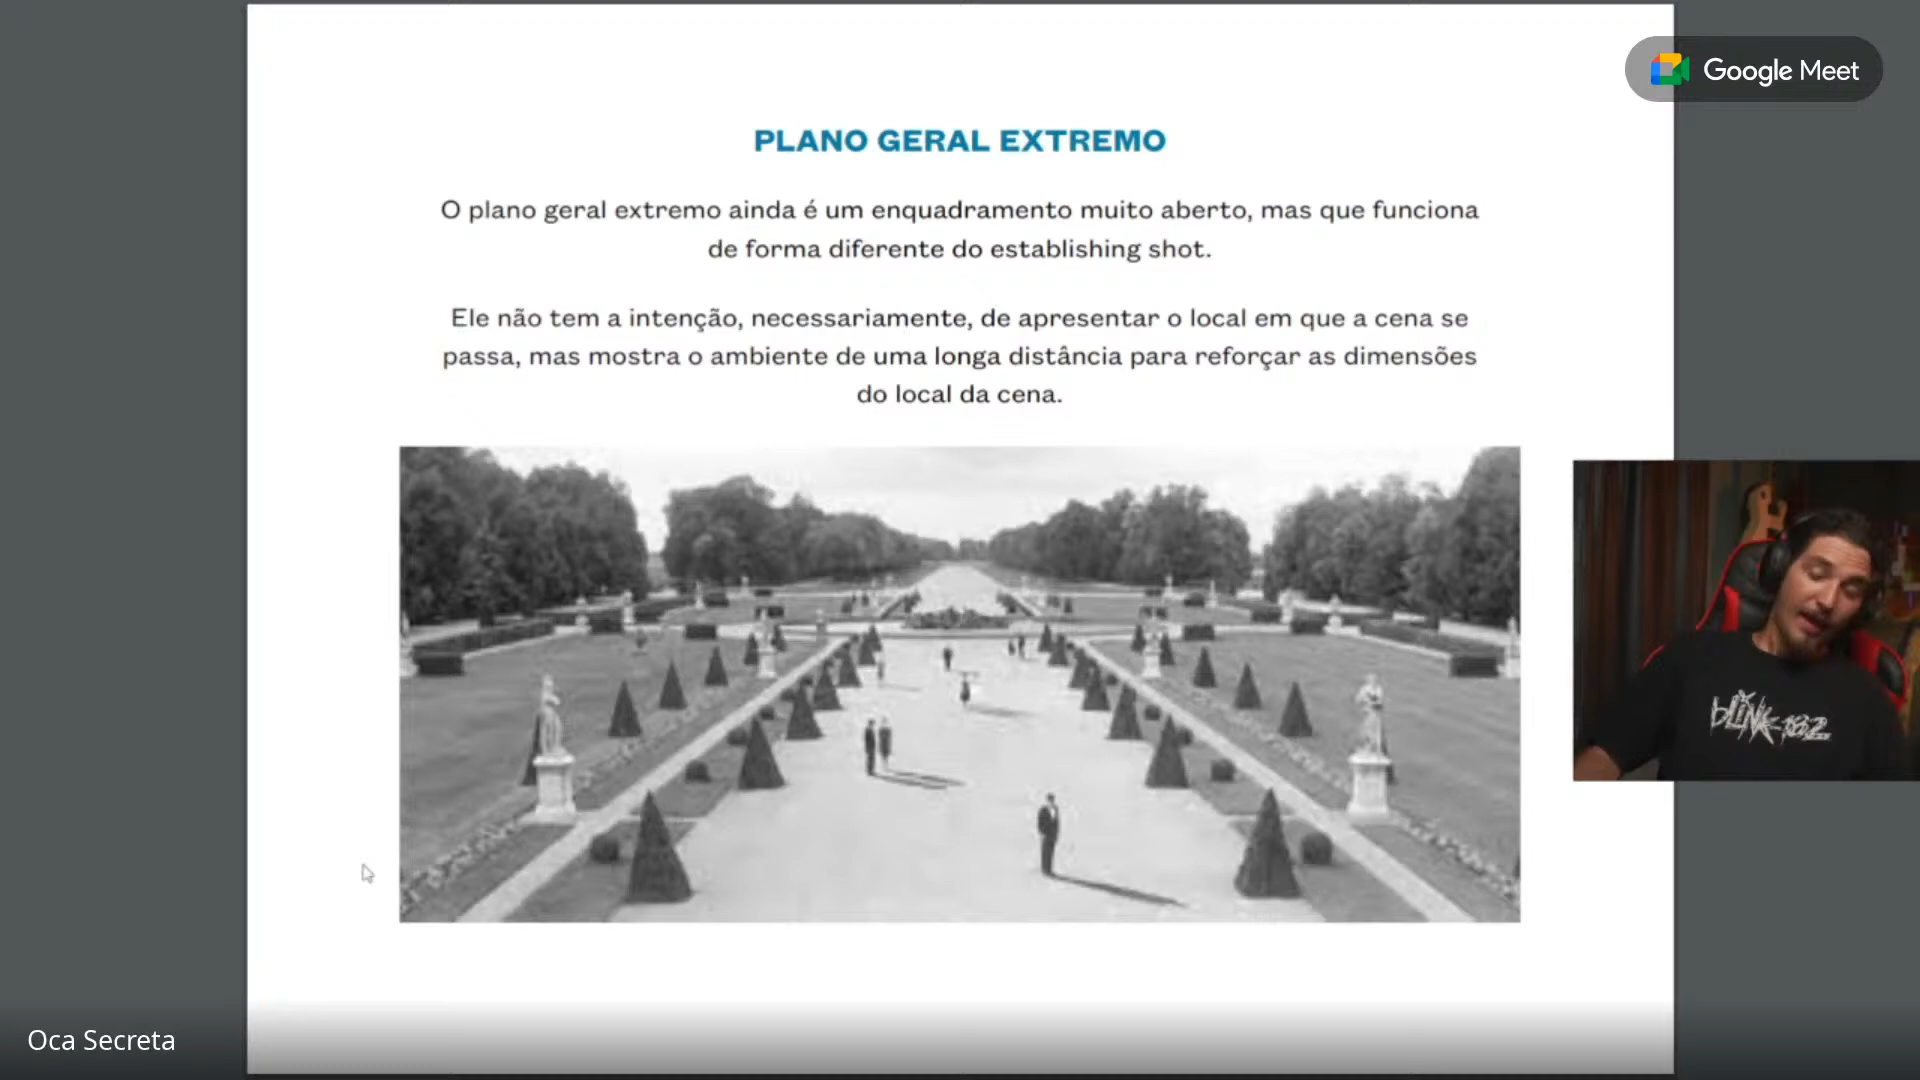 Google Meet
PLANO GERAL EXTREMO
O plano geral extremo ainda é um enquadramento muito aberto, mas que funciona
de forma diferente do establishing shot.
Ele não tem a intenção, necessariamente, de apresentar o local em que a cena se
passa, mas mostra o ambiente de uma longa distância para reforçar as dimensões
do local da cena.
blink-182
Oca Secreta